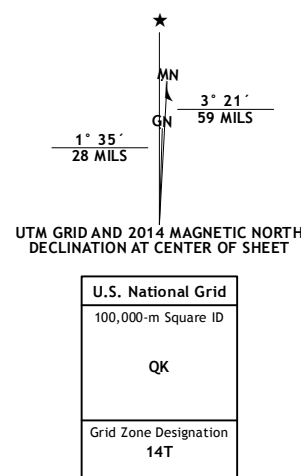 ★
MN
3° 21´
59 MILS
GN
1° 35´
28 MILS
UTM GRID AND 2014 MAGNETIC NORTH
DECLINATION AT CENTER OF SHEET
U.S. National Grid
100,000-m Square ID
QK
Grid Zone Designation
14T